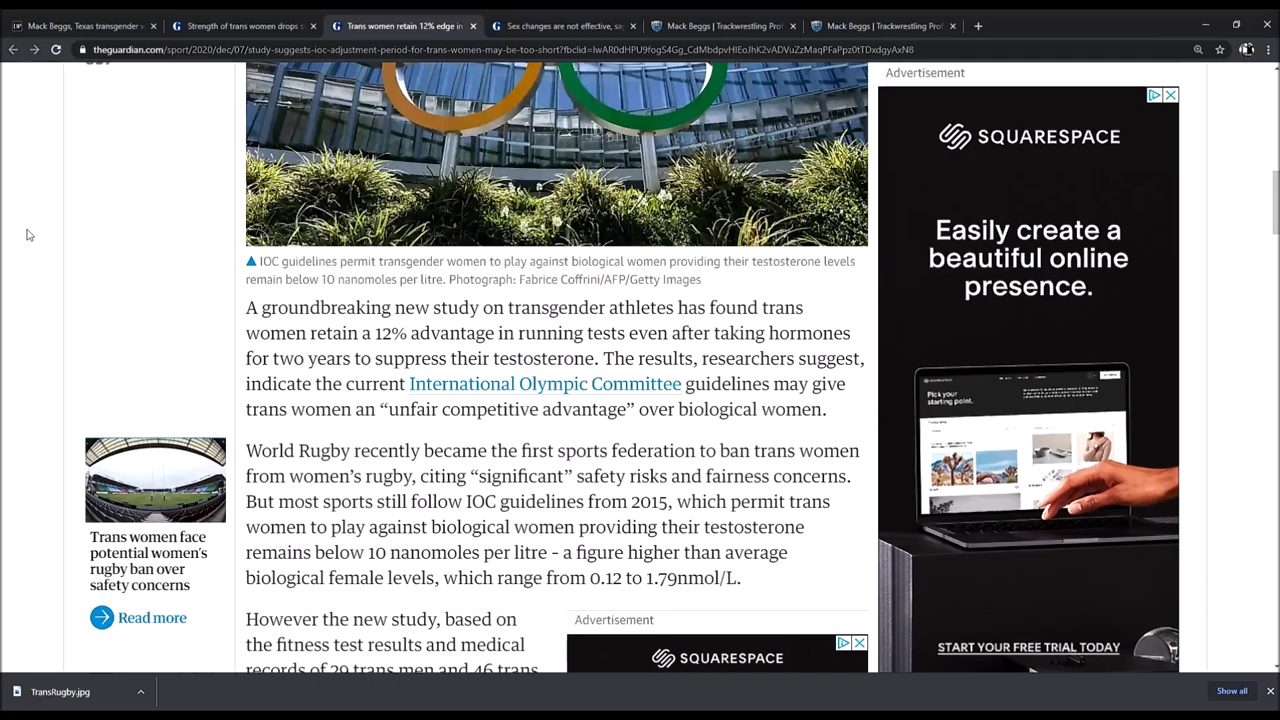 Mack Beggs, Texas transgender w
Strength of trans women drops s
Trans women retain 12% edge in
Sex changes are not effective, say
Mack Beggs | Trackwrestling Prof
Mack Beggs | Trackwrestling Prof
theguardian.com/sport/2020/dec/07/study-suggests-ioc-adjustment-period-for-trans-women-may-be-too-short?fbclid=
Advertisement
SQUARESPACE
Easily create a
beautiful online
presence.
Pick your
starting point.
START YOUR FREE TRIAL TODAY
IOC guidelines permit transgender women to play against biological women providing their testosterone levels
remain below 10 nanomoles per litre. Photograph: Fabrice Coffrini/AFP/Getty Images
A groundbreaking new study on transgender athletes has found trans
women retain a 12% advantage in running tests even after taking hormones
for two years to suppress their testosterone. The results, researchers suggest,
indicate the current International Olympic Committee guidelines may give
trans women an “unfair competitive advantage” over biological women.
World Rugby recently became the first sports federation to ban trans women
from women’s rugby, citing “significant” safety risks and fairness concerns.
But most sports still follow IOC guidelines from 2015, which permit trans
women to play against biological women providing their testosterone
remains below 10 nanomoles per litre – a figure higher than average
biological female levels, which range from 0.12 to 1.79nmol/L.
Trans women face
potential women’s
rugby ban over
safety concerns
Read more
However the new study, based on
the fitness test results and medical
records of 29 trans men and 46 trans
Advertisement
SQUARESPACE
TransRugby.jpg
Show all